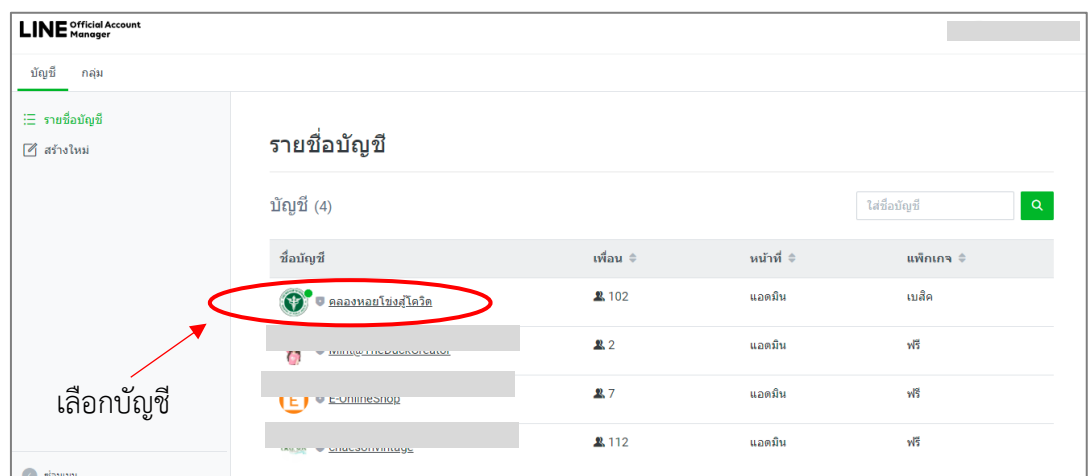 LINE Official Account Manager
บัญชี กลุ่ม
รายชื่อบัญชี
สร้างใหม่
รายชื่อบัญชี
บัญชี (4)
ใส่ชื่อบัญชี
ชื่อบัญชี เพื่อน หน้าที่ แพ็กเกจ
คลองหอยโข่งสู้โควิด 102 แอดมิน เบสิค
2 แอดมิน ฟรี
E-OnlineShop 7 แอดมิน ฟรี
112 แอดมิน ฟรี
เลือกบัญชี